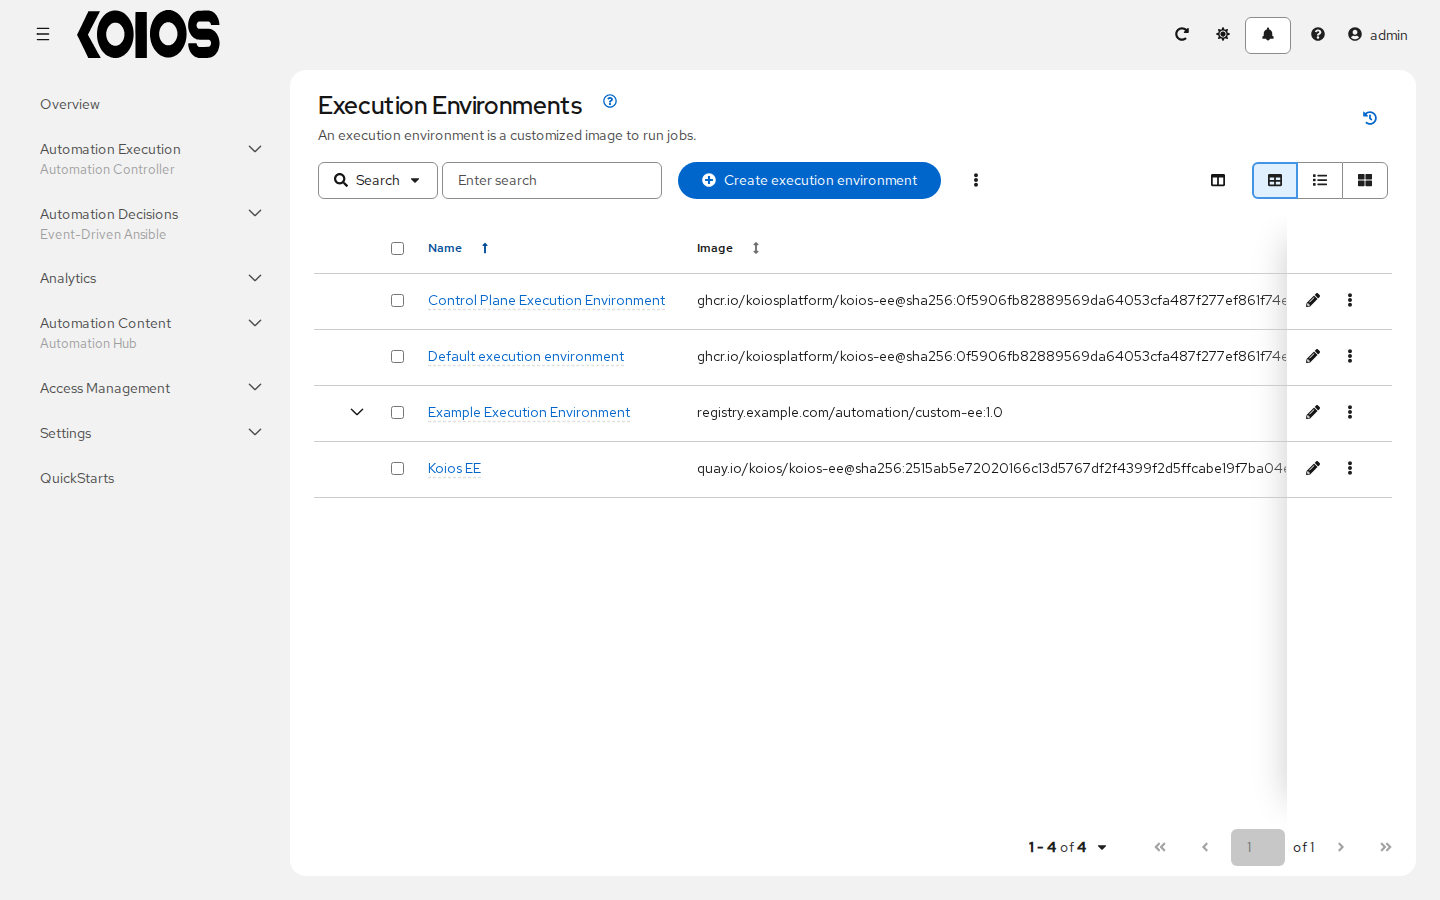 KOIOS
admin
Overview
Automation Execution
Automation Controller
Automation Decisions
Event-Driven Ansible
Analytics
Automation Content
Automation Hub
Access Management
Settings
QuickStarts
Execution Environments
An execution environment is a customized image to run jobs.
Search
Enter search
Create execution environment
Name
Image
Control Plane Execution Environment
ghcr.io/koiosplatform/koios-ee@sha256:0f5906fb82889569da64053cfa487f277ef861f74e
Default execution environment
ghcr.io/koiosplatform/koios-ee@sha256:0f5906fb82889569da64053cfa487f277ef861f74e
Example Execution Environment
registry.example.com/automation/custom-ee:1.0
Koios EE
quay.io/koios/koios-ee@sha256:2515ab5e72020166c13d5767df2f4399f2d5ffcabe19f7ba04e
1 - 4 of 4
1
of 1